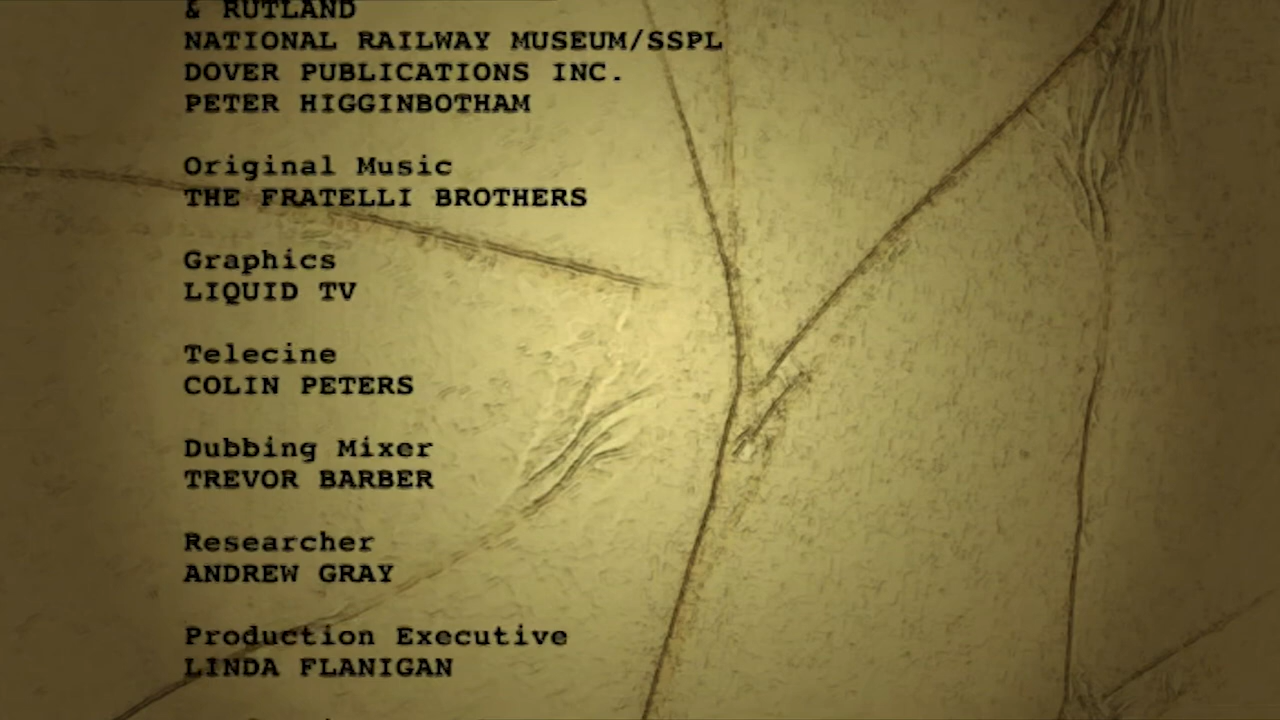 & RUTLAND
NATIONAL RAILWAY MUSEUM/SSPL
DOVER PUBLICATIONS INC.
PETER HIGGINBOTHAM
Original Music
THE FRATELLI BROTHERS
Graphics
LIQUID TV
Telecine
COLIN PETERS
Dubbing Mixer
TREVOR BARBER
Researcher
ANDREW GRAY
Production Executive
LINDA FLANIGAN